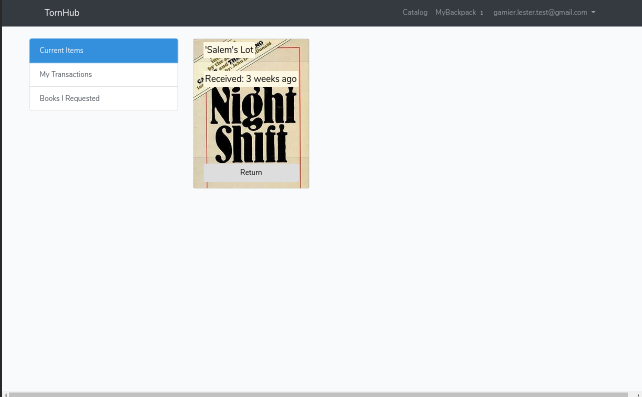 TornHub
Catalog MyBackpack 1 garnier.lester.test@gmail.com
Current Items
My Transactions
Books I Requested
'Salem's Lot
Received: 3 weeks ago
Night
Shift
Return